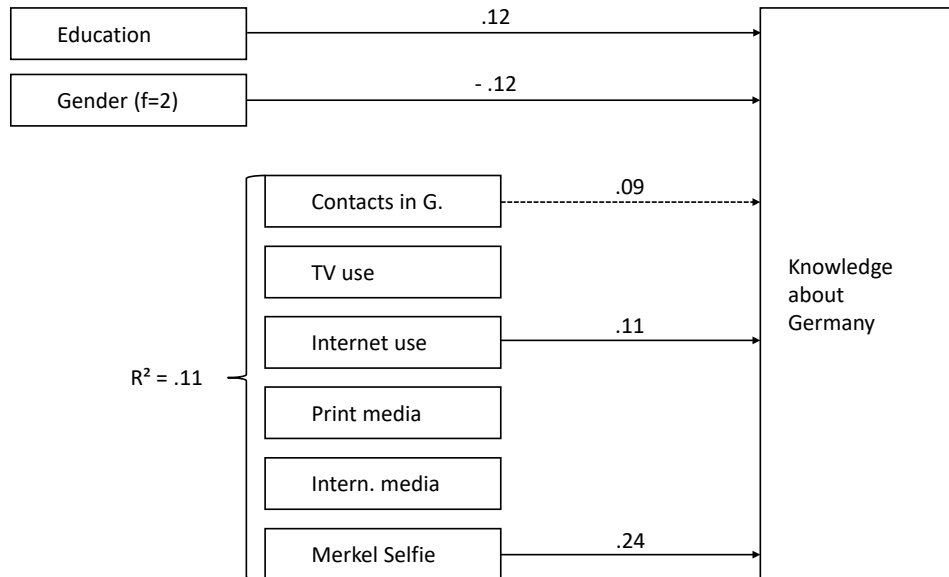 Education
.12
Gender (f=2)
- .12
Contacts in G.
.09
TV use
Knowledge
about
Germany
Internet use
.11
R² = .11
Print media
Intern. media
Merkel Selfie
.24